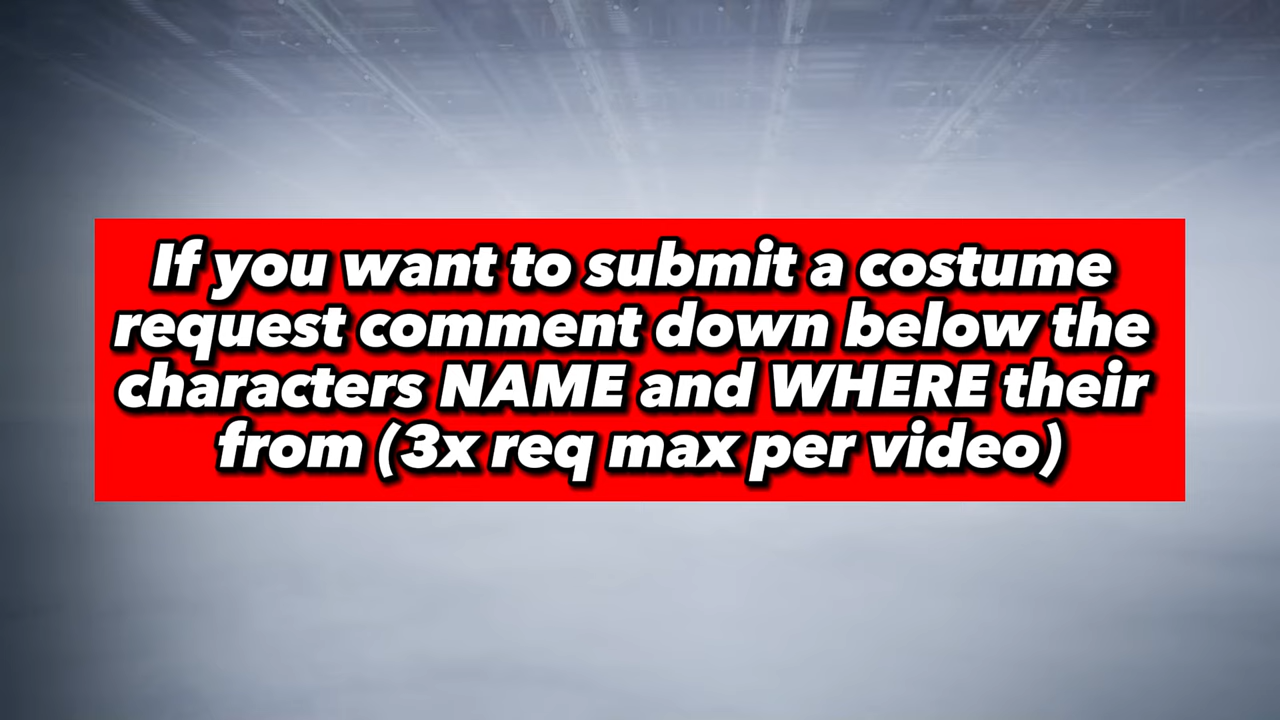 If you want to submit a costume
request comment down below the
characters NAME and WHERE their
from (3x req max per video)